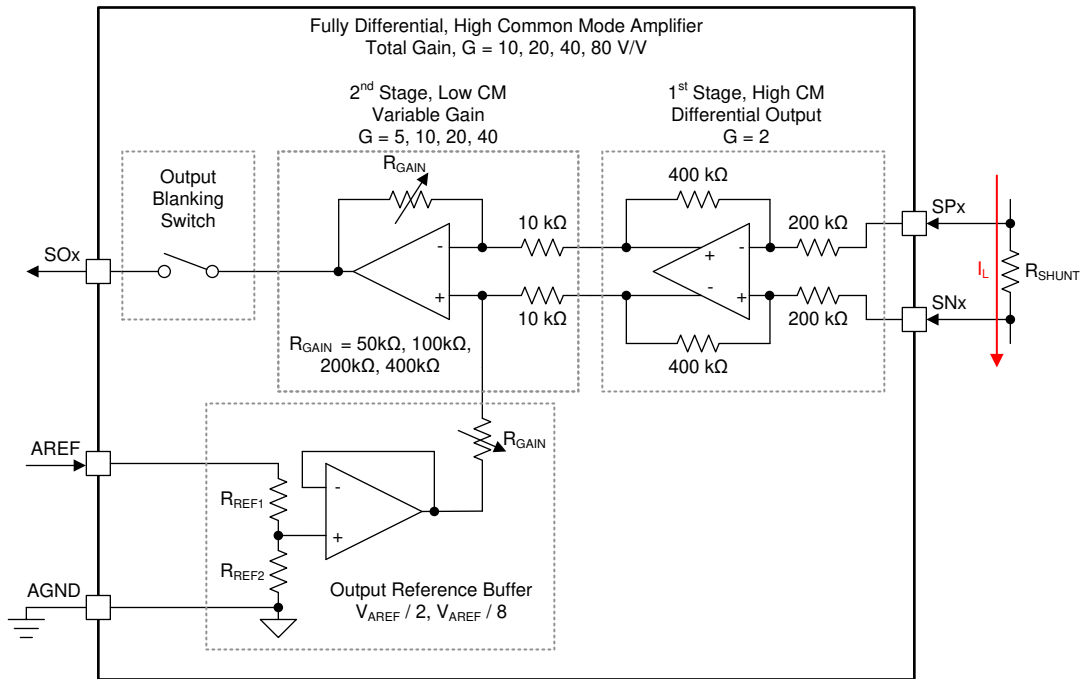 Fully Differential, High Common Mode Amplifier
Total Gain, G = 10, 20, 40, 80 V/V
2nd Stage, Low CM
Variable Gain
G = 5, 10, 20, 40
1st Stage, High CM
Differential Output
G = 2
Output
Blanking
Switch
RGAIN
400 kΩ
10 kΩ
200 kΩ
SPx
-
+
-
+
SOx
IL
RSHUNT
+
-
+
10 kΩ
200 kΩ
SNx
RGAIN = 50kΩ, 100kΩ,
200kΩ, 400kΩ
400 kΩ
AREF
RGAIN
RREF1
-
+
RREF2
AGND
Output Reference Buffer
VAREF / 2, VAREF / 8